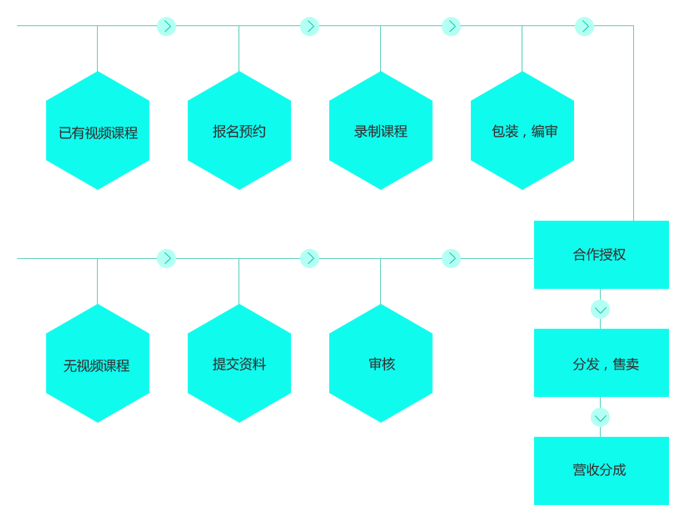 已有视频课程
报名预约
录制课程
包装，编审
合作授权
无视频课程
提交资料
审核
分发，售卖
营收分成